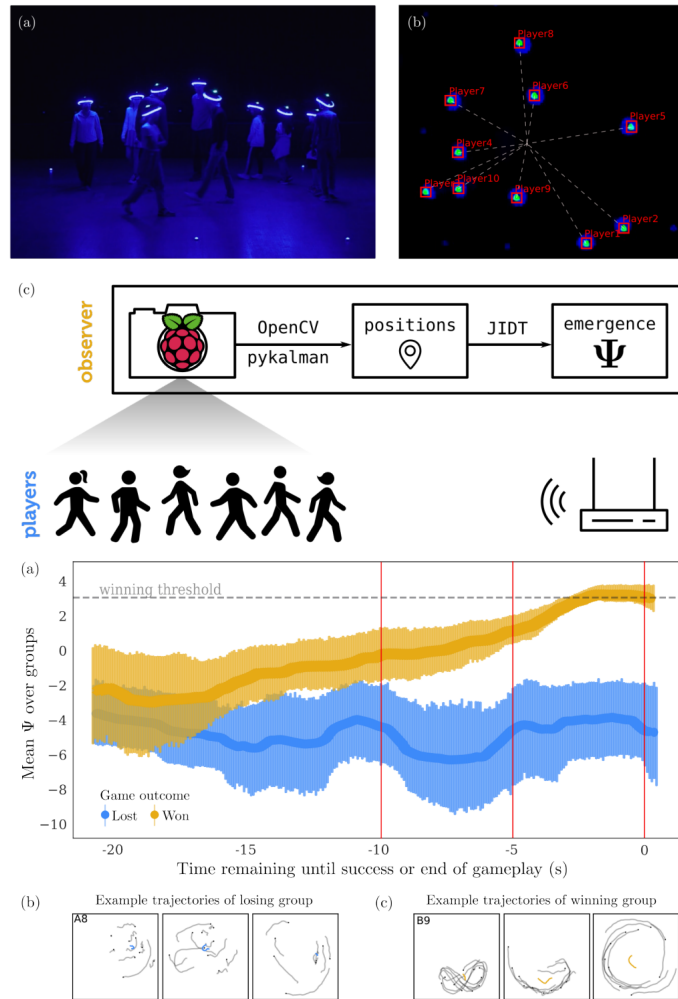 (a)
(b)
Player8
Player6
Player7
Player5
Player4
Player10
Player9
Player2
Player1
(c)
observer
OpenCV
pykalman
positions
JIDT
emergence
Ψ
players
(a)
winning threshold
Mean Ψ over groups
4
2
0
−2
−4
−6
−8
−10
Game outcome
Lost Won
-20 -15 -10 -5 0
Time remaining until success or end of gameplay (s)
(b) Example trajectories of losing group
A8
(c) Example trajectories of winning group
B9